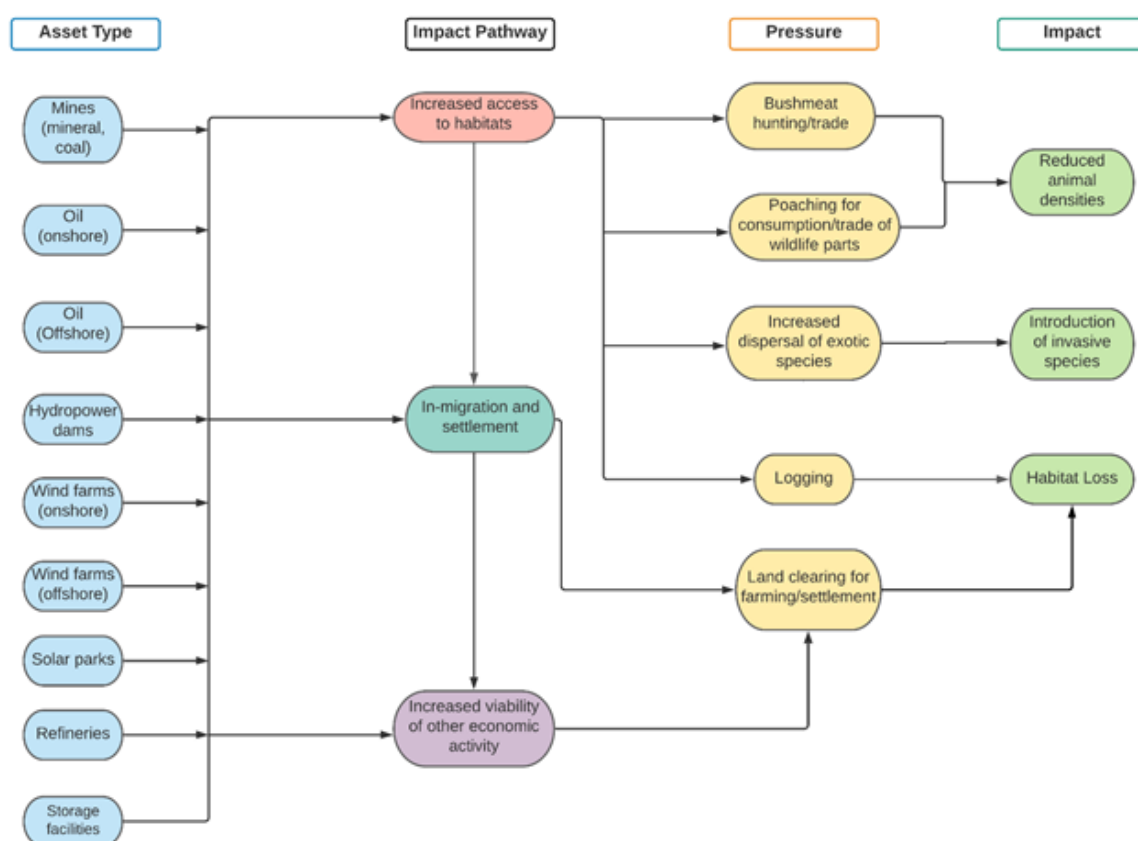 Asset Type
Impact Pathway
Pressure
Impact
Mines
(mineral,
coal)
Oil
(onshore)
Oil
(Offshore)
Hydropower
dams
Wind farms
(onshore)
Wind farms
(offshore)
Solar parks
Refineries
Storage
facilities
Increased access
to habitats
In-migration and
settlement
Increased viability
of other economic
activity
Bushmeat
hunting/trade
Poaching for
consumption/trade of
wildlife parts
Increased
dispersal of exotic
species
Logging
Land clearing for
farming/settlement
Reduced
animal
densities
Introduction
of invasive
species
Habitat Loss